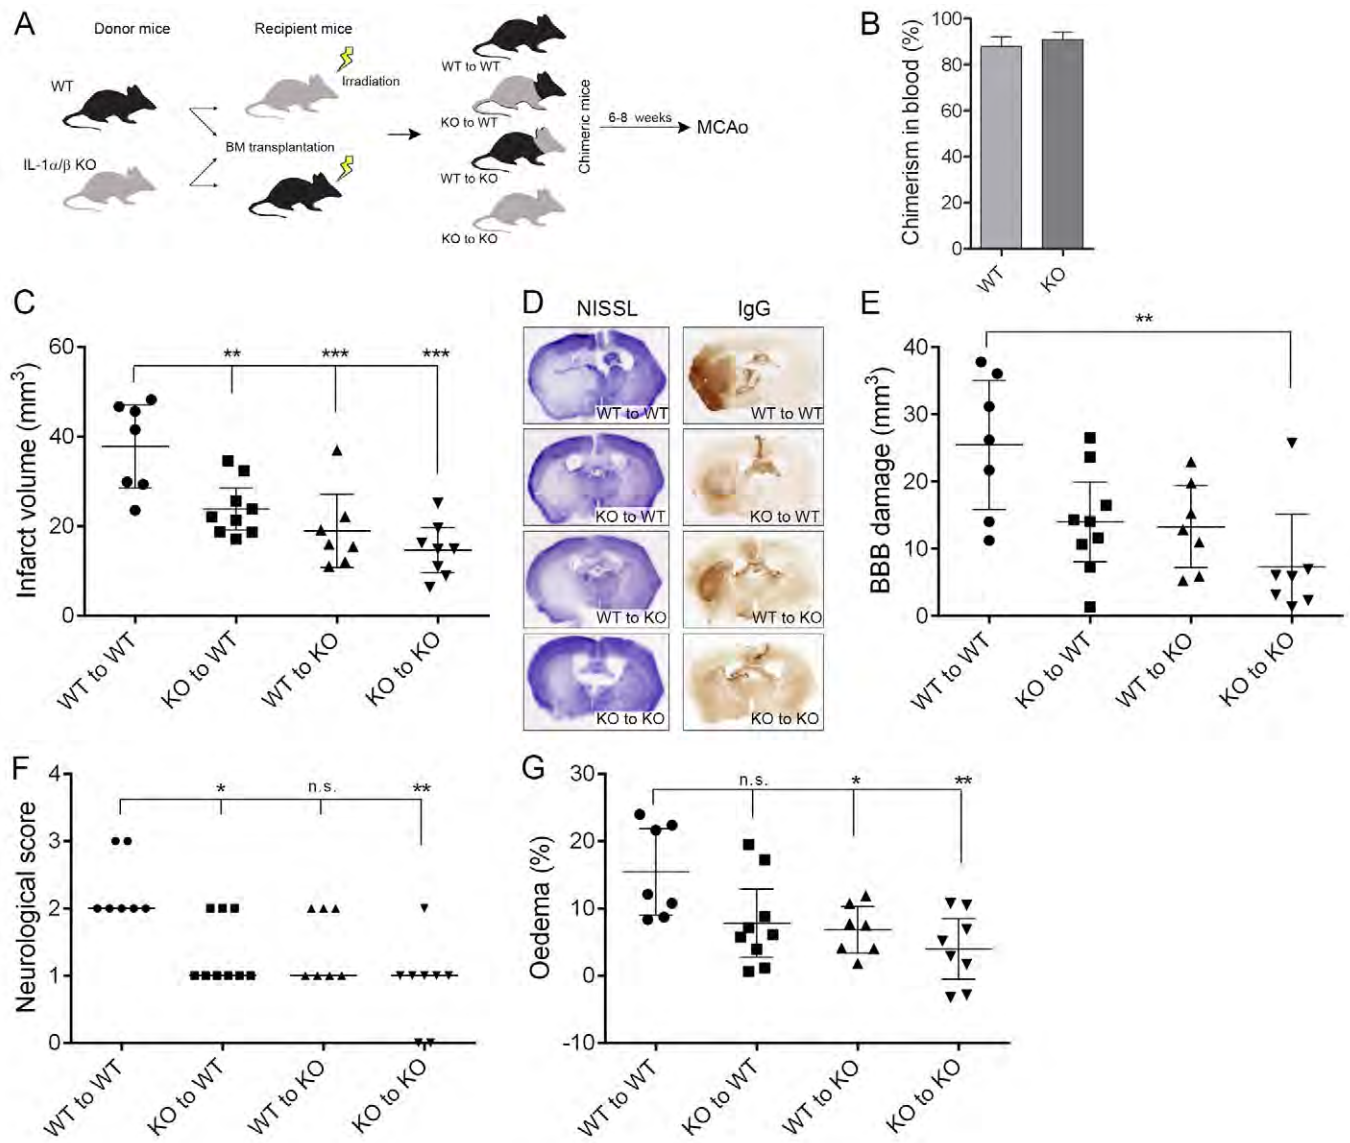 A
Donor mice
Recipient mice
WT
Irradiation
BM transplantation
IL-1α/β KO
WT to WT
KO to WT
WT to KO
KO to KO
Chimeric mice
6-8 weeks
MCAo
B
Chimerism in blood (%)
100
80
60
40
20
0
WT
KO
C
Infarct volume (mm³)
60
40
20
0
**
***
***
WT to WT
KO to WT
WT to KO
KO to KO
D
NISSL
IgG
WT to WT
WT to WT
KO to WT
KO to WT
WT to KO
WT to KO
KO to KO
KO to KO
E
BBB damage (mm³)
40
30
20
10
0
**
WT to WT
KO to WT
WT to KO
KO to KO
F
Neurological score
4
3
2
1
0
*
n.s.
**
WT to WT
KO to WT
WT to KO
KO to KO
G
Oedema (%)
30
20
10
0
-10
n.s.
*
**
WT to WT
KO to WT
WT to KO
KO to KO